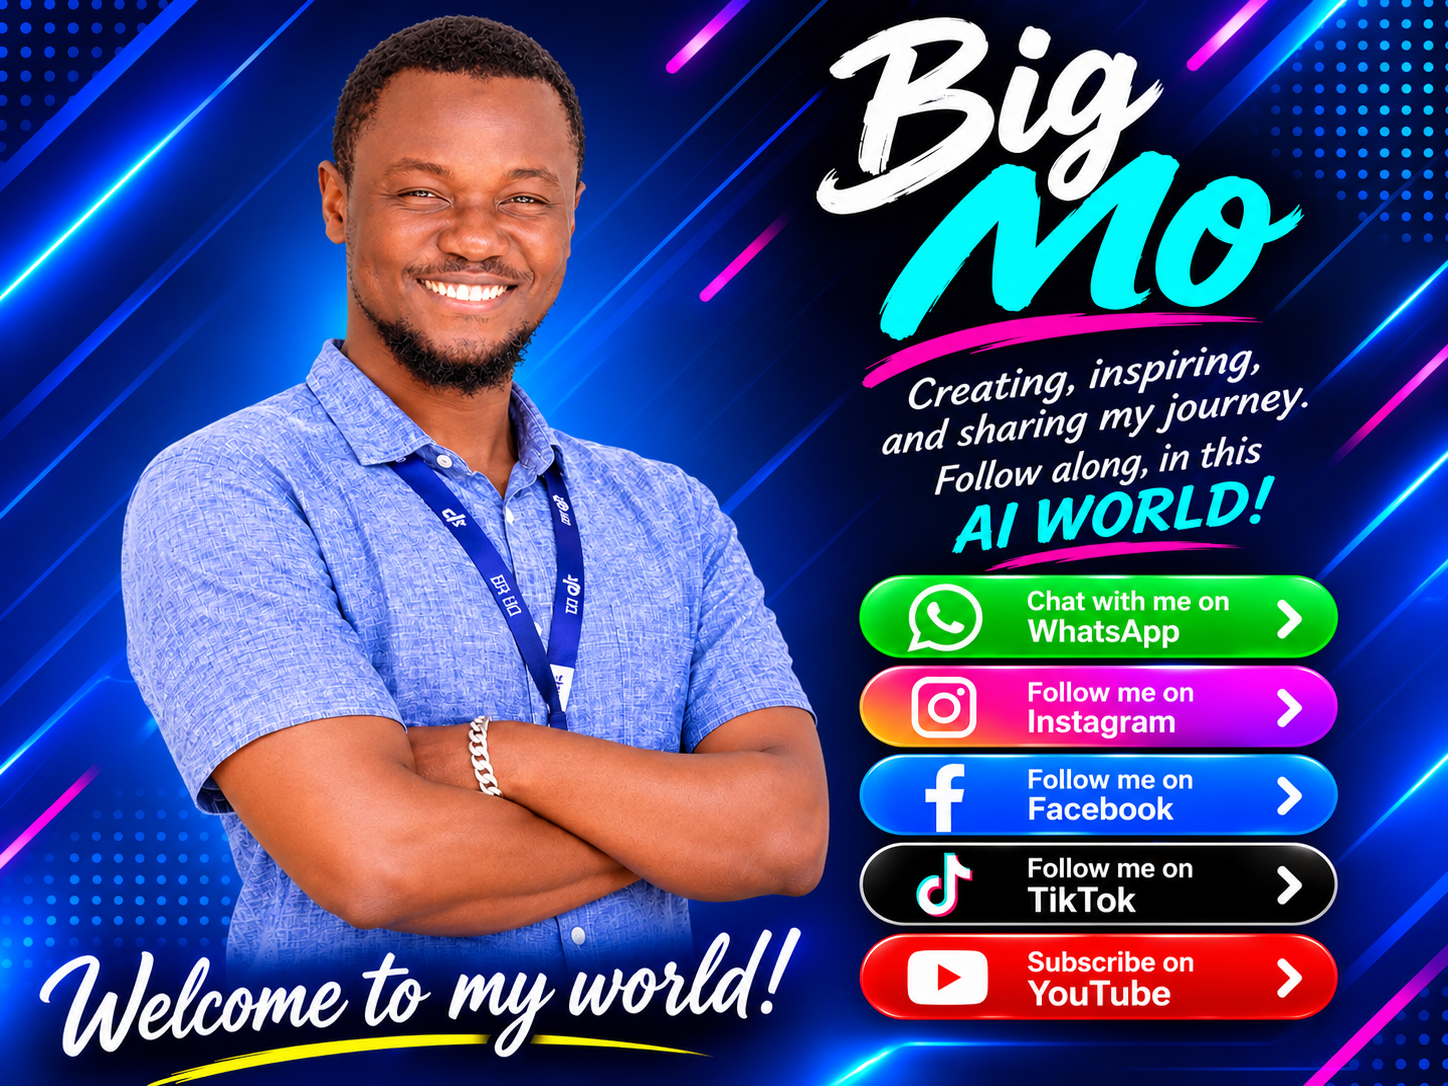 Big
Mo
Creating, inspiring,
and sharing my journey.
Follow along, in this
AI WORLD!
Chat with me on
WhatsApp
Follow me on
Instagram
Follow me on
Facebook
Follow me on
TikTok
Subscribe on
YouTube
Welcome to my world!